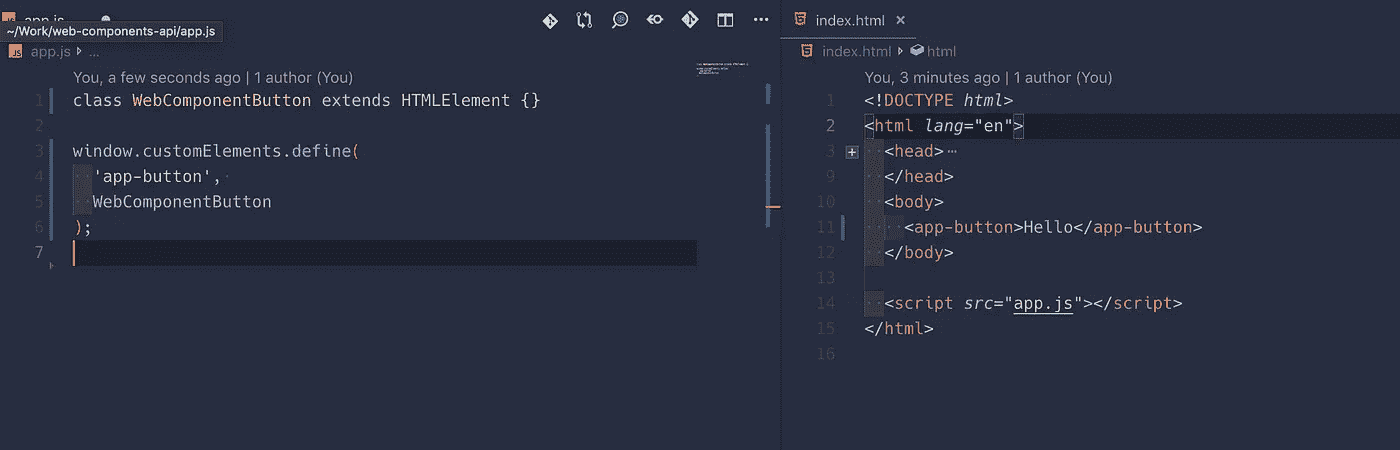 app.js
~/Work/web-components-api/app.js
JS app.js ...
You, a few seconds ago | 1 author (You)
1 class WebComponentButton extends HTMLElement {}
2
3 window.customElements.define(
4 'app-button',
5 WebComponentButton
6 );
7
index.html
index.html html
You, 3 minutes ago | 1 author (You)
1 <!DOCTYPE html>
2 <html lang="en">
3 <head> ⋯
9 </head>
10 <body>
11 <app-button>Hello</app-button>
12 </body>
13
14 <script src="app.js"></script>
15 </html>
16